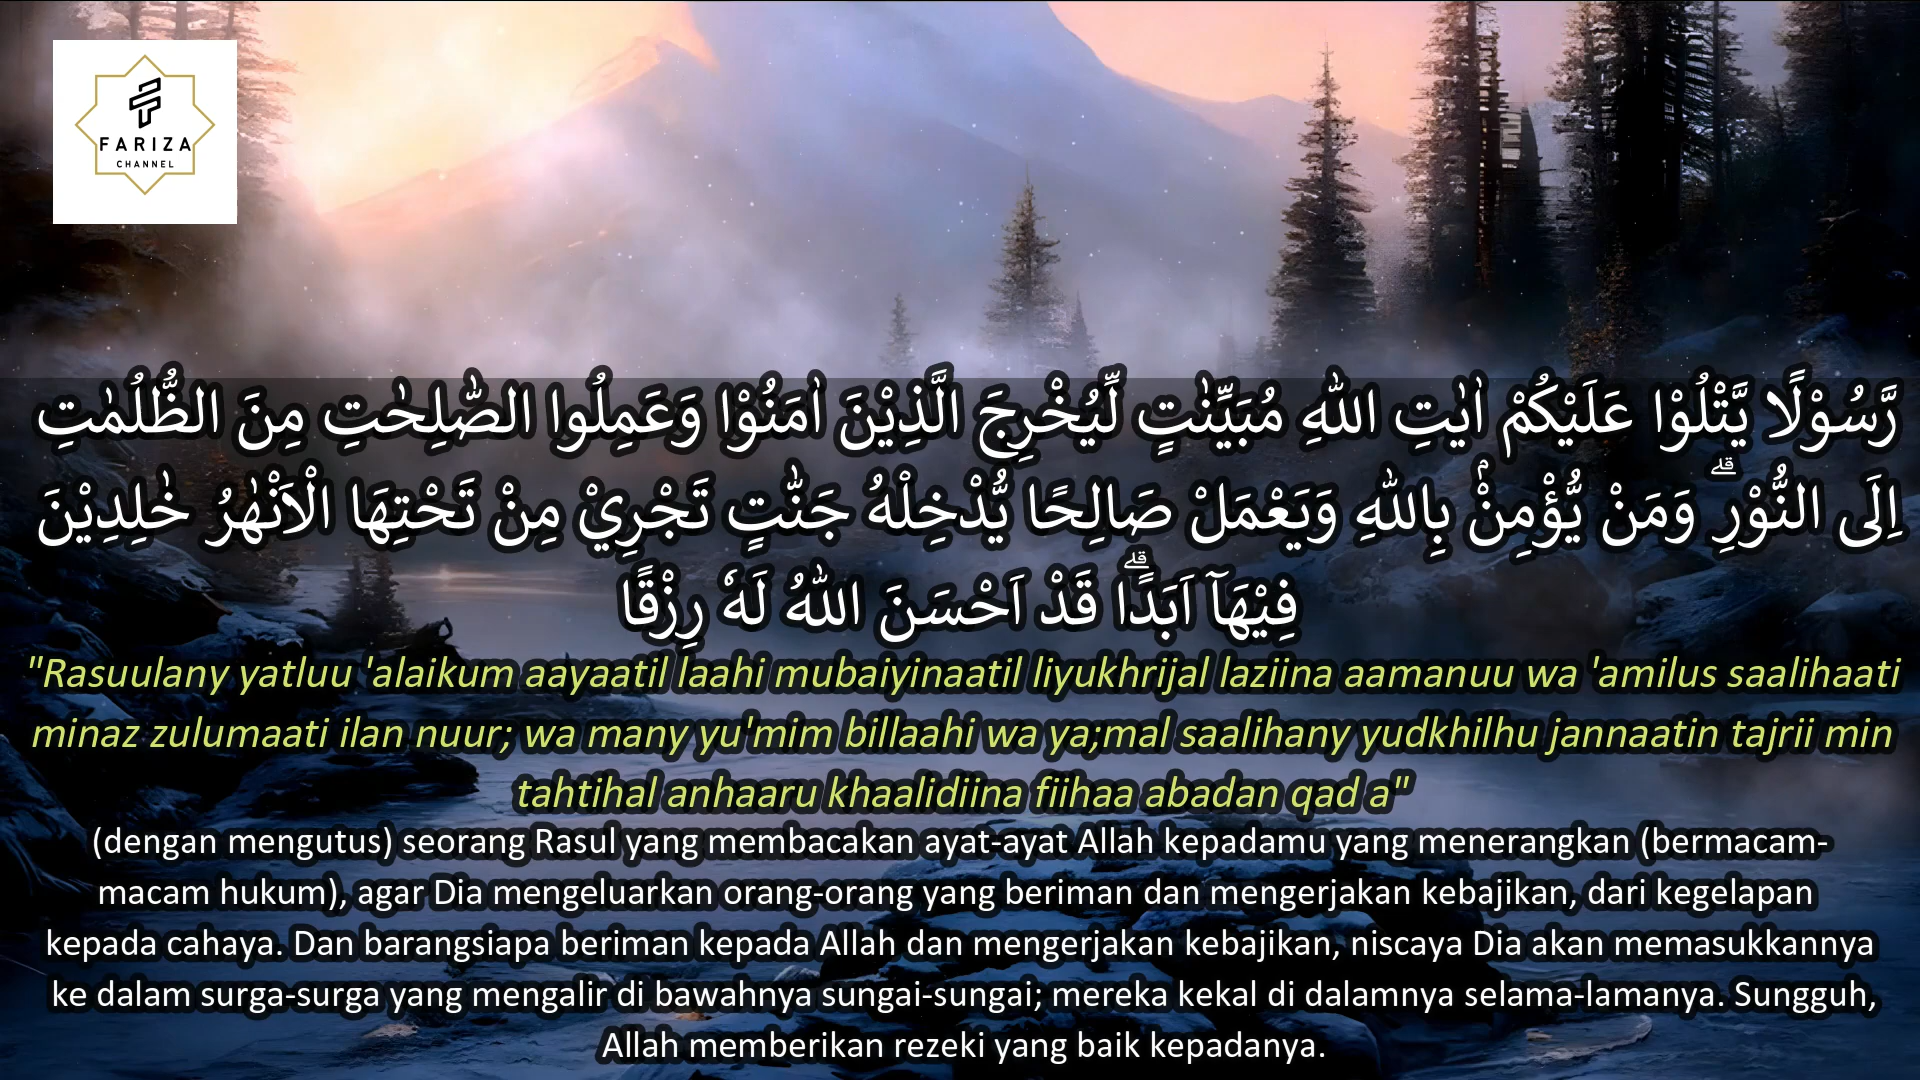 FARIZA
CHANNEL
رَّسُوْلًا يَّتْلُوْا عَلَيْكُمْ اٰيٰتِ اللّٰهِ مُبَيِّنٰتٍ لِّيُخْرِجَ الَّذِيْنَ اٰمَنُوْا وَعَمِلُوا الصّٰلِحٰتِ مِنَ الظُّلُمٰتِ
اِلَى النُّوْرِۗ وَمَنْ يُّؤْمِنْۢ بِاللّٰهِ وَيَعْمَلْ صَالِحًا يُّدْخِلْهُ جَنّٰتٍ تَجْرِيْ مِنْ تَحْتِهَا الْاَنْهٰرُ خٰلِدِيْنَ
فِيْهَآ اَبَدًاۗ قَدْ اَحْسَنَ اللّٰهُ لَهٗ رِزْقًا
"Rasuulany yatluu 'alaikum aayaatil laahi mubaiyinaatil liyukhrijal laziina aamanuu wa 'amilus saalihaati
minaz zulumaati ilan nuur; wa many yu'mim billaahi wa ya;mal saalihany yudkhilhu jannaatin tajrii min
tahtihal anhaaru khaalidiina fiihaa abadan qad a"
(dengan mengutus) seorang Rasul yang membacakan ayat-ayat Allah kepadamu yang menerangkan (bermacam-
macam hukum), agar Dia mengeluarkan orang-orang yang beriman dan mengerjakan kebajikan, dari kegelapan
kepada cahaya. Dan barangsiapa beriman kepada Allah dan mengerjakan kebajikan, niscaya Dia akan memasukkannya
ke dalam surga-surga yang mengalir di bawahnya sungai-sungai; mereka kekal di dalamnya selama-lamanya. Sungguh,
Allah memberikan rezeki yang baik kepadanya.